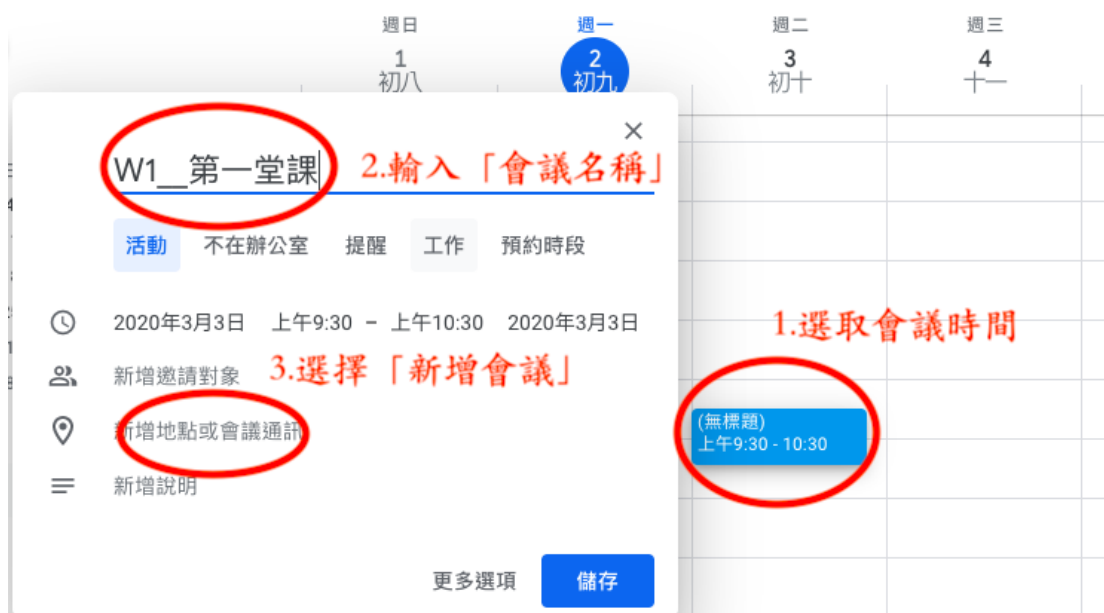 週日
週一
週二
週三
1
2
3
4
初八
初九
初十
十一
W1__第一堂課
2.輸入「會議名稱」
活動 不在辦公室 提醒 工作 預約時段
2020年3月3日 上午9:30 – 上午10:30 2020年3月3日
1.選取會議時間
新增邀請對象
3.選擇「新增會議」
新增地點或會議通訊
(無標題)
上午9:30 - 10:30
新增說明
更多選項
儲存